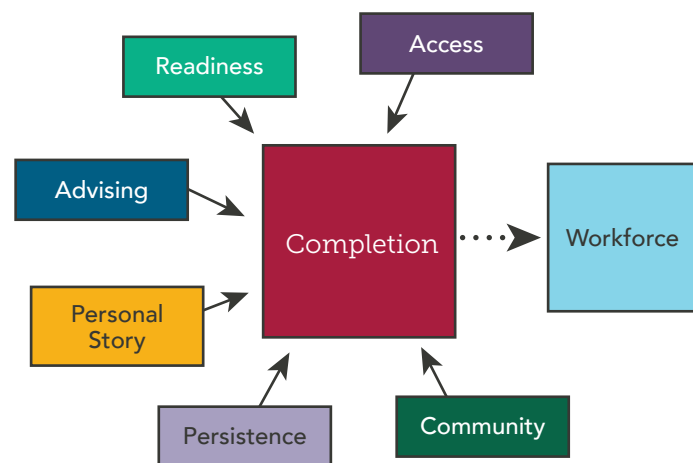 Access
Readiness
Advising
Completion
Workforce
Personal
Story
Community
Persistence